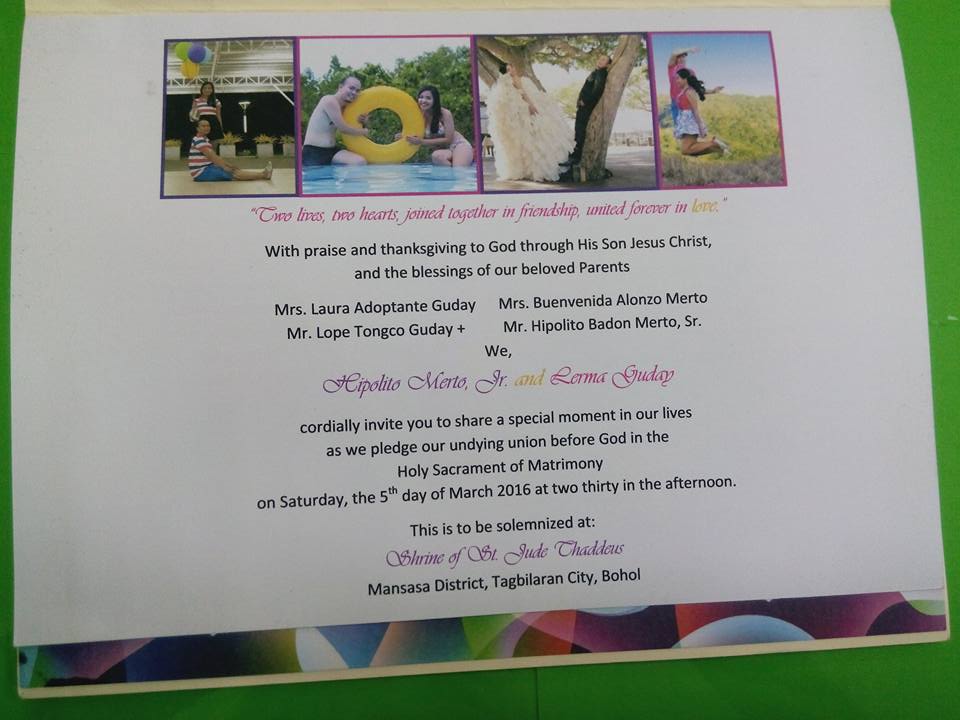 "Two lives, two hearts, joined together in friendship, united forever in love."
With praise and thanksgiving to God through His Son Jesus Christ,
and the blessings of our beloved Parents
Mrs. Laura Adoptante Guday Mrs. Buenvenida Alonzo Merto
Mr. Lope Tongco Guday + Mr. Hipolito Badon Merto, Sr.
We,
Hipolito Merto, Jr. and Lerma Guday
cordially invite you to share a special moment in our lives
as we pledge our undying union before God in the
Holy Sacrament of Matrimony
on Saturday, the 5th day of March 2016 at two thirty in the afternoon.
This is to be solemnized at:
Shrine of St. Jude Thaddeus
Mansasa District, Tagbilaran City, Bohol